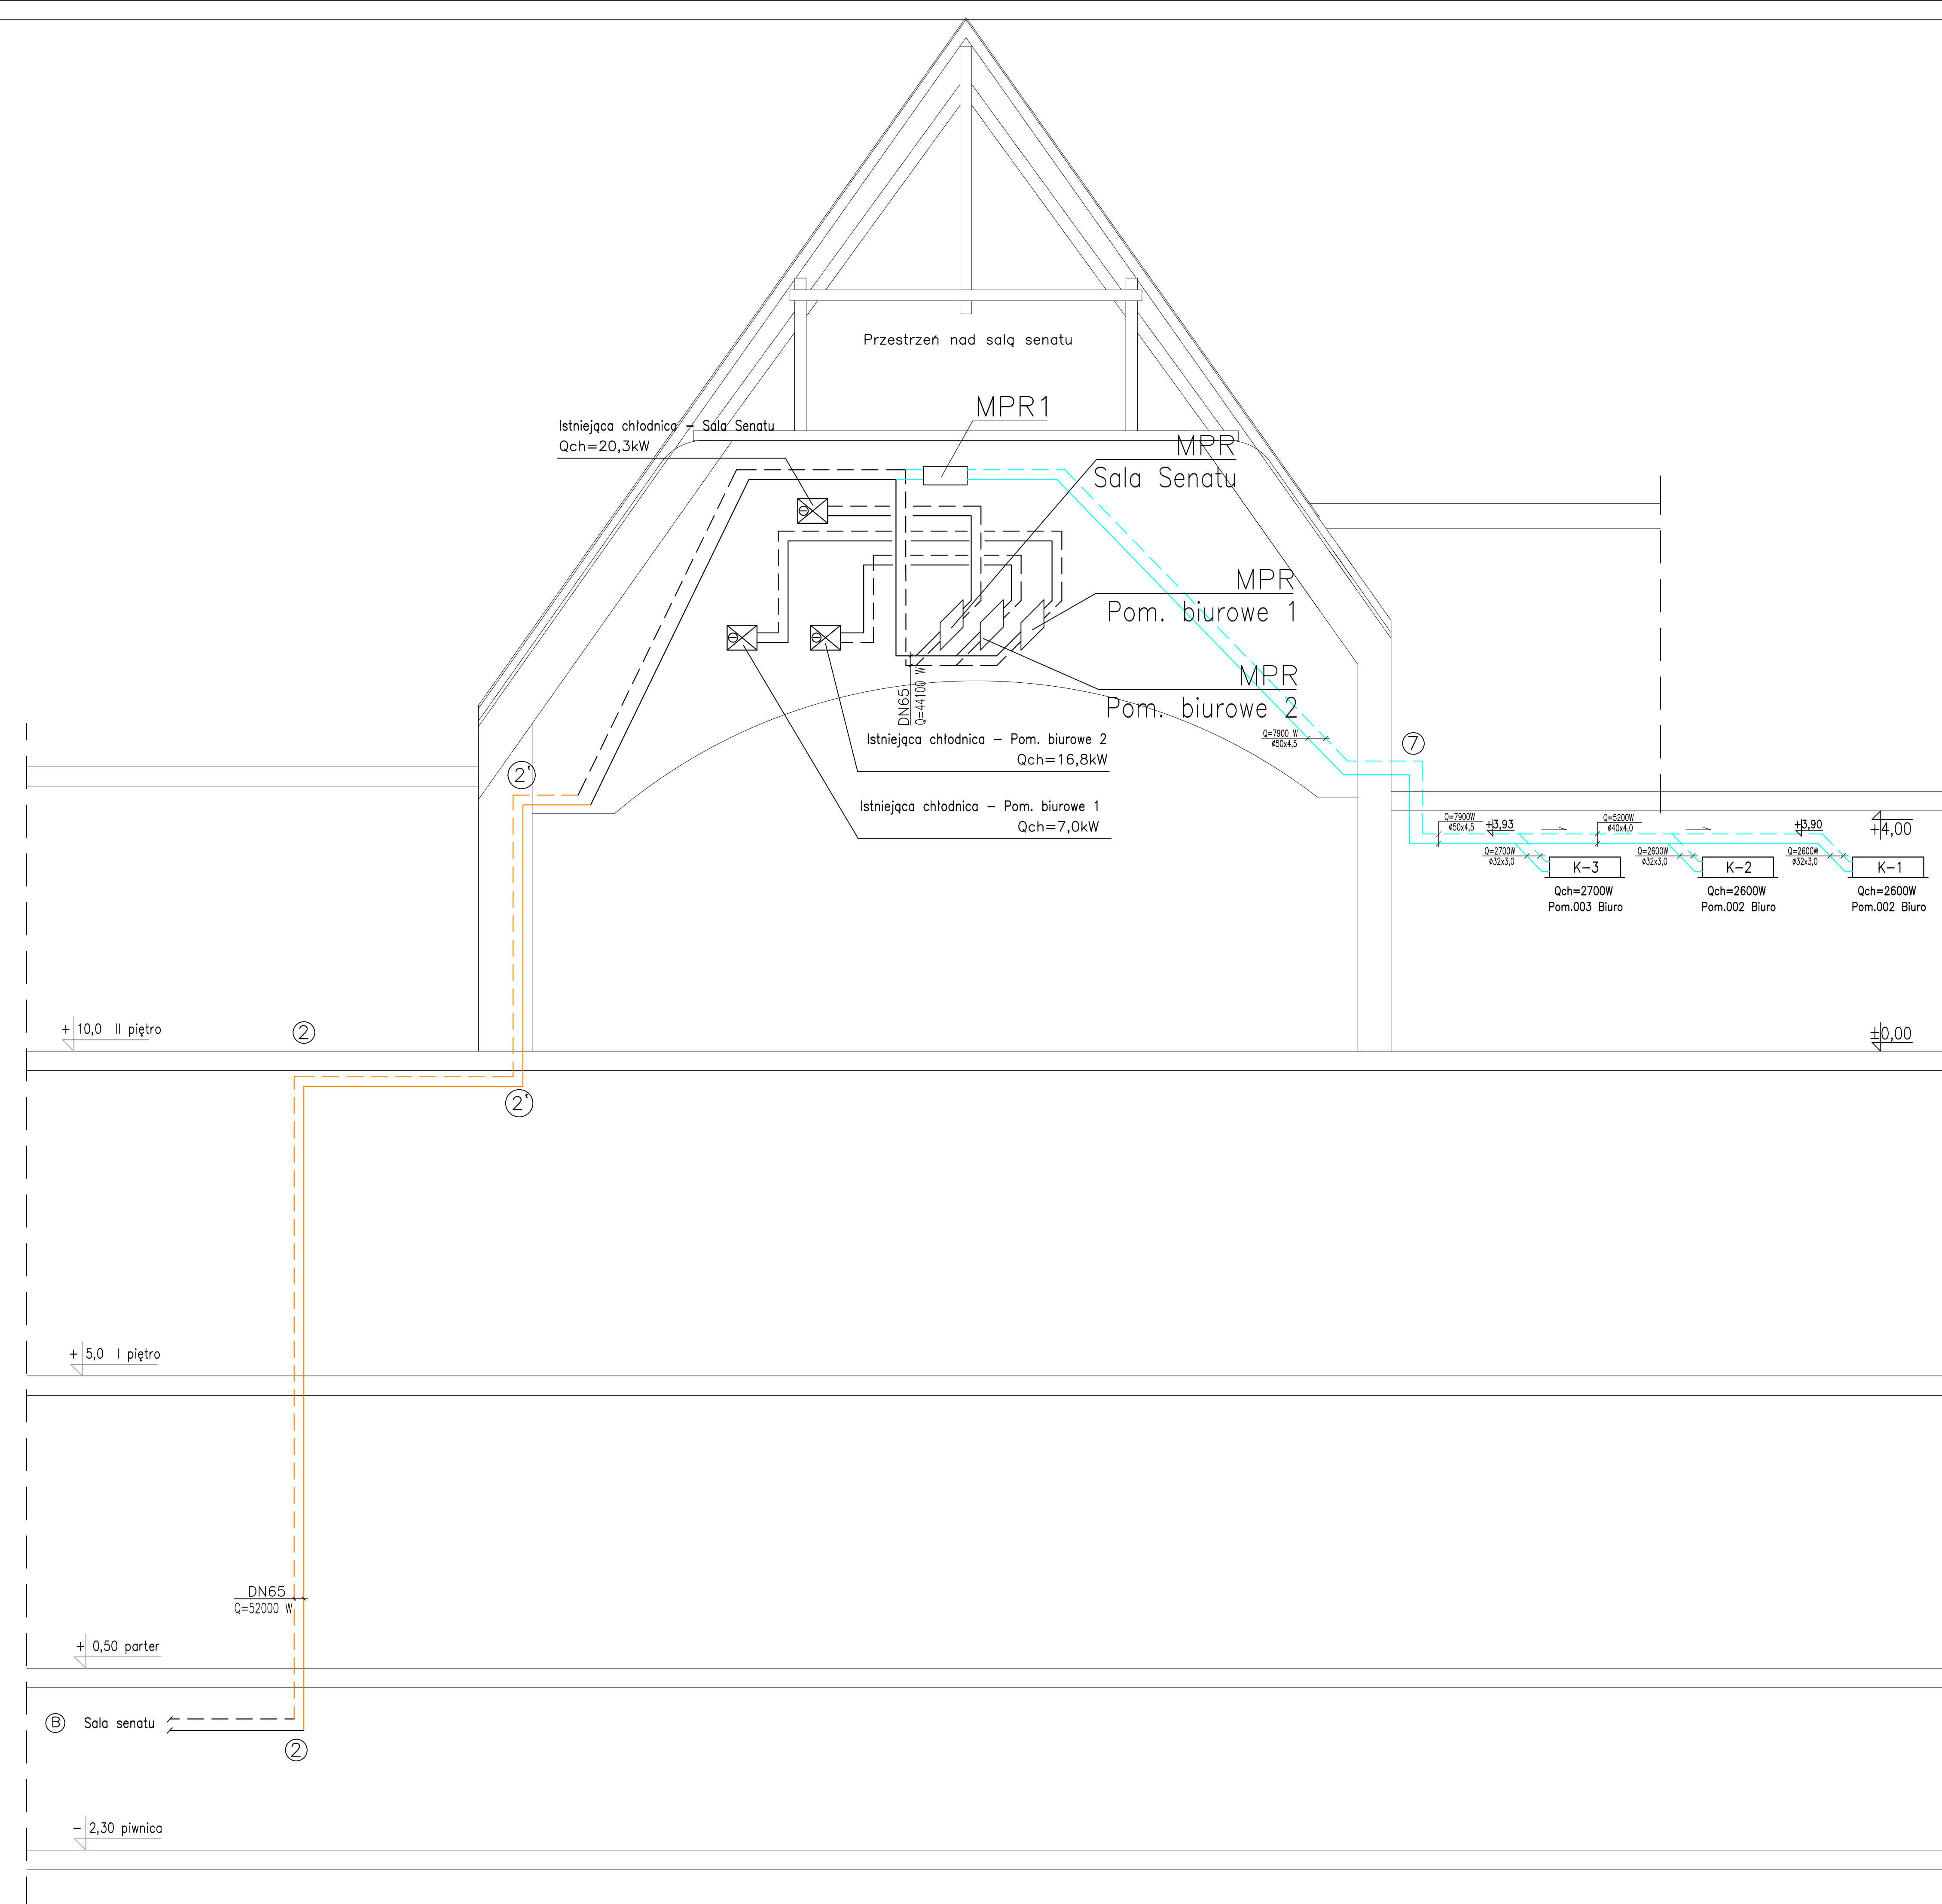 Przestrzeń nad salą senatu
MPR1
Istniejąca chłodnica – Sala Senatu
Qch=20,3kW
MPR
Sala Senatu
MPR
Pom. biurowe 1
MPR
Pom. biurowe 2
DN65
Q=44100 W
Istniejąca chłodnica – Pom. biurowe 2
Qch=16,8kW
Istniejąca chłodnica – Pom. biurowe 1
Qch=7,0kW
Q=7900 W
ø50x4,5
7
2'
Q=7900W
ø50x4,5
+3,93
Q=5200W
ø40x4,0
+3,90
+4,00
Q=2700W
ø32x3,0
K-3
Qch=2700W
Pom.003 Biuro
Q=2600W
ø32x3,0
K-2
Qch=2600W
Pom.002 Biuro
Q=2600W
ø32x3,0
K-1
Qch=2600W
Pom.002 Biuro
+ 10,0 II piętro
2
±0,00
2'
+ 5,0 I piętro
DN65
Q=52000 W
+ 0,50 parter
B Sala senatu
2
- 2,30 piwnica